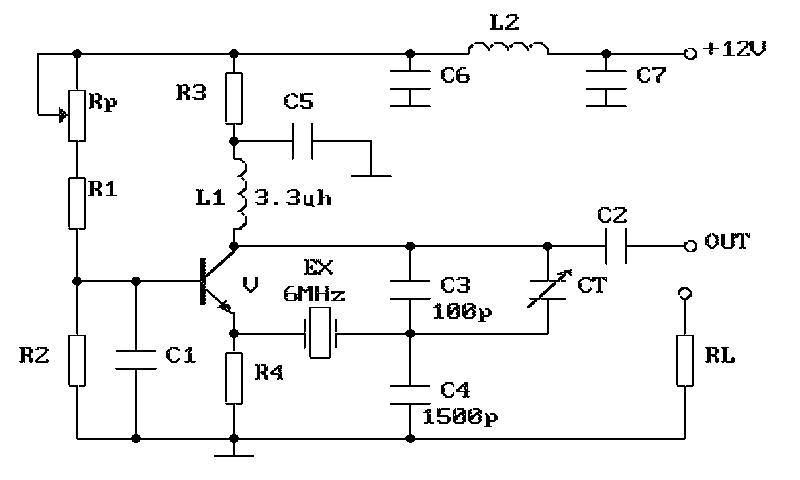 L2
+12V
C6
C7
R3
Rp
C5
R1
L1 3.3uh
C2
OUT
EX
V
6MHz
C3
CT
100p
R2
C1
RL
R4
C4
1500p